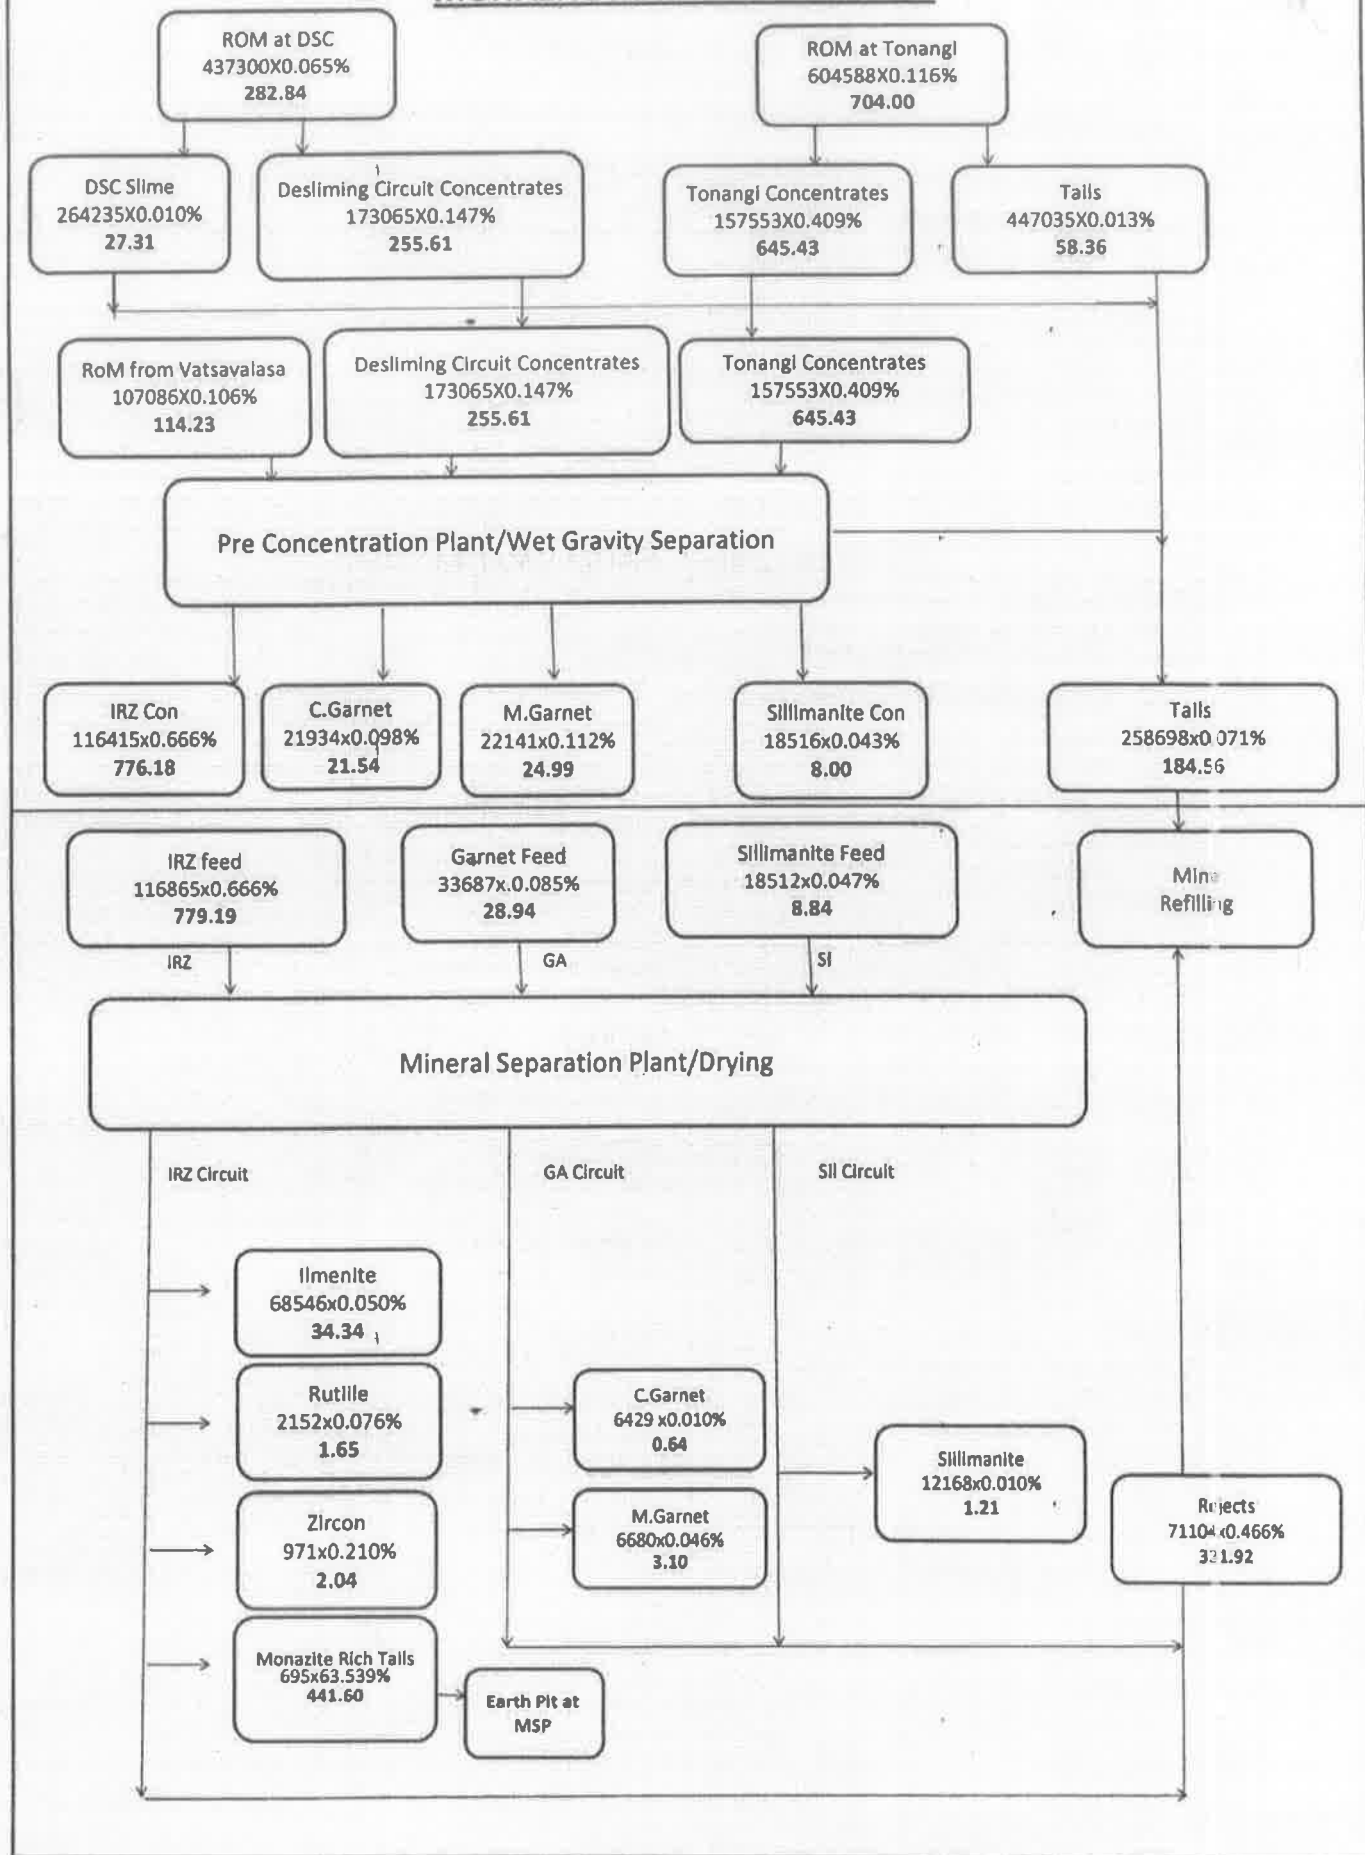 ROM at DSC
437300X0.065%
282.84
ROM at Tonangi
604588X0.116%
704.00
DSC Slime
264235X0.010%
27.31
Desliming Circuit Concentrates
173065X0.147%
255.61
Tonangi Concentrates
157553X0.409%
645.43
Tails
447035X0.013%
58.36
RoM from Vatsavalasa
107086X0.106%
114.23
Desliming Circuit Concentrates
173065X0.147%
255.61
Tonangi Concentrates
157553X0.409%
645.43
Pre Concentration Plant/Wet Gravity Separation
IRZ Con
116415x0.666%
776.18
C.Garnet
21934x0.098%
21.54
M.Garnet
22141x0.112%
24.99
Sillimanite Con
18516x0.043%
8.00
Tails
258698x0.071%
184.56
IRZ feed
116865x0.666%
779.19
Garnet Feed
33687x.0.085%
28.94
Sillimanite Feed
18512x0.047%
8.84
Mine
Refilling
IRZ
GA
SI
Mineral Separation Plant/Drying
IRZ Circuit
GA Circuit
Sil Circuit
Ilmenite
68546x0.050%
34.34
Rutile
2152x0.076%
1.65
Zircon
971x0.210%
2.04
Monazite Rich Tails
695x63.539%
441.60
Earth Pit at
MSP
C.Garnet
6429 x0.010%
0.64
M.Garnet
6680x0.046%
3.10
Sillimanite
12168x0.010%
1.21
Rejects
71104x0.466%
331.92